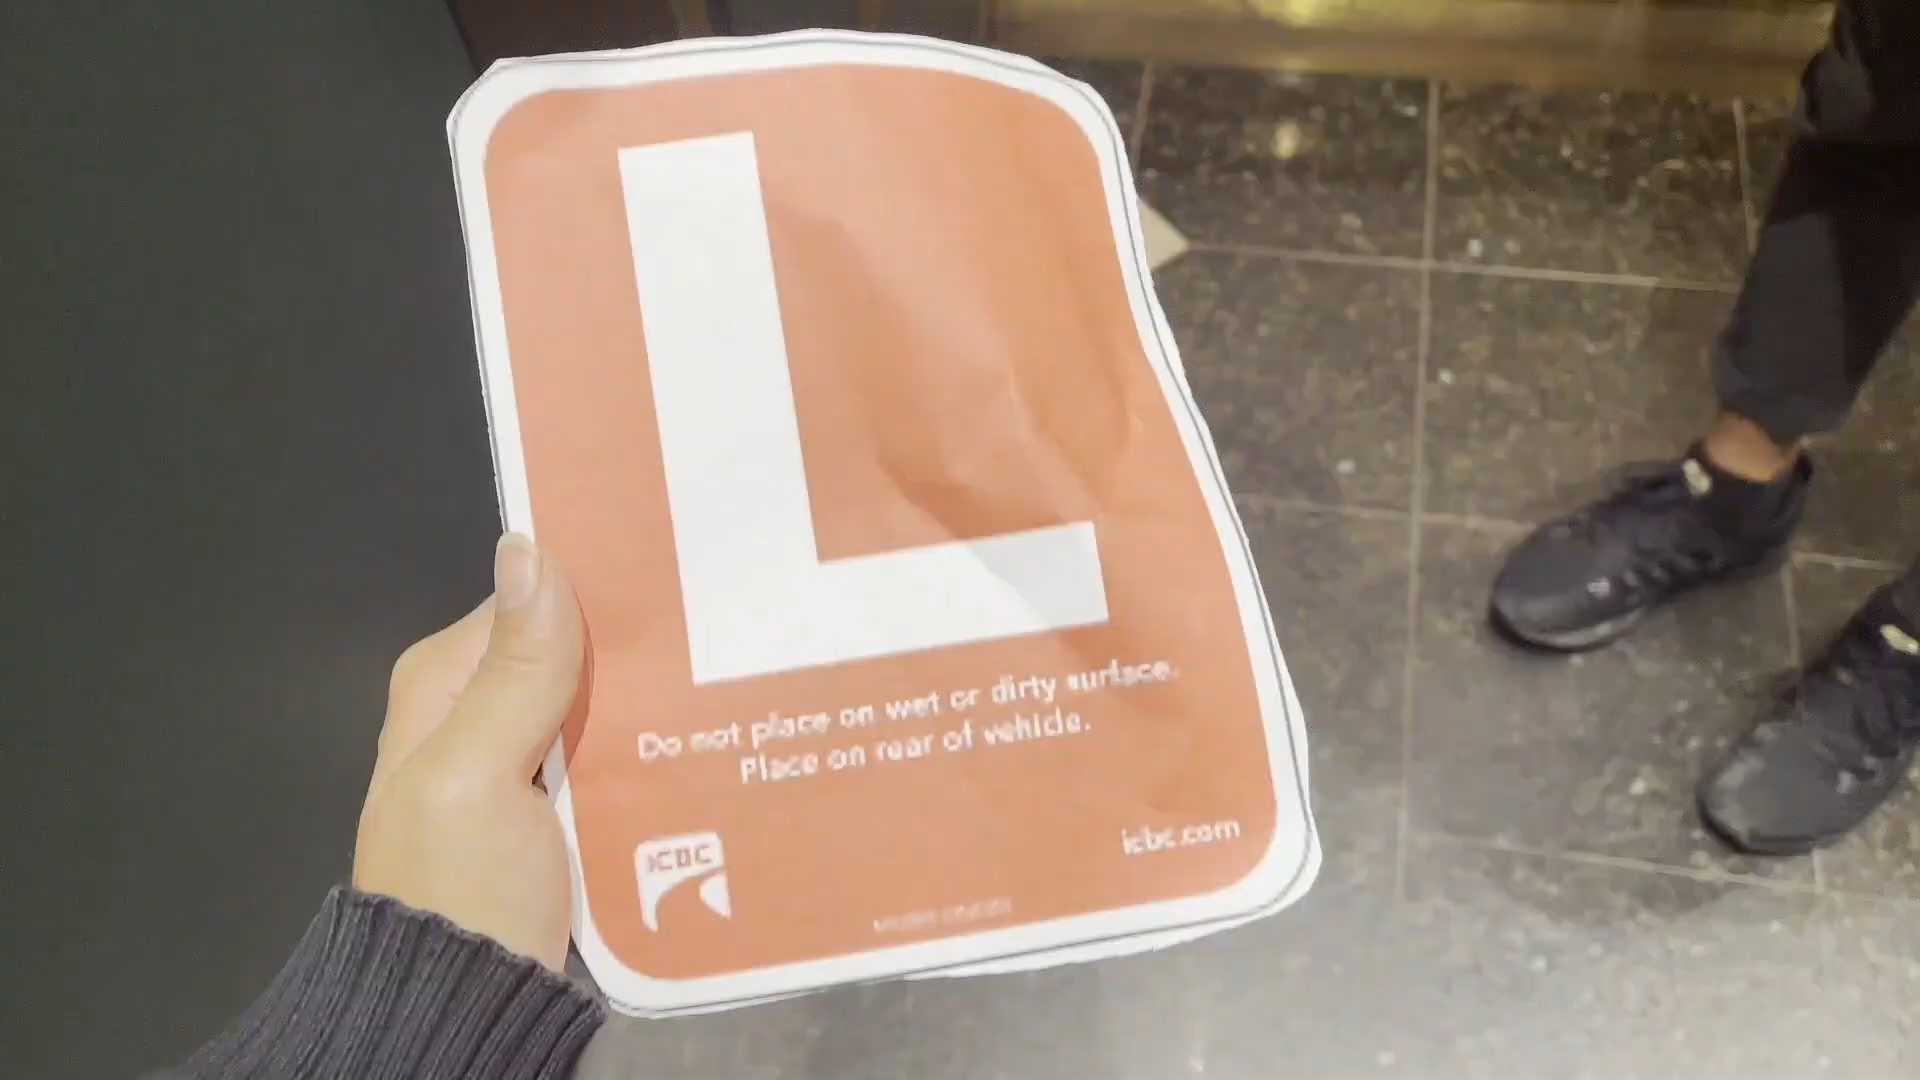 L
Do not place on wet or dirty surface.
Place on rear of vehicle.
ICBC
icbc.com